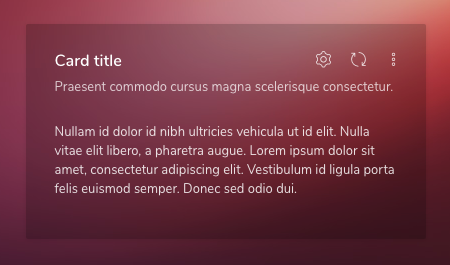 Card title
Praesent commodo cursus magna scelerisque consectetur.
Nullam id dolor id nibh ultricies vehicula ut id elit. Nulla
vitae elit libero, a pharetra augue. Lorem ipsum dolor sit
amet, consectetur adipiscing elit. Vestibulum id ligula porta
felis euismod semper. Donec sed odio dui.